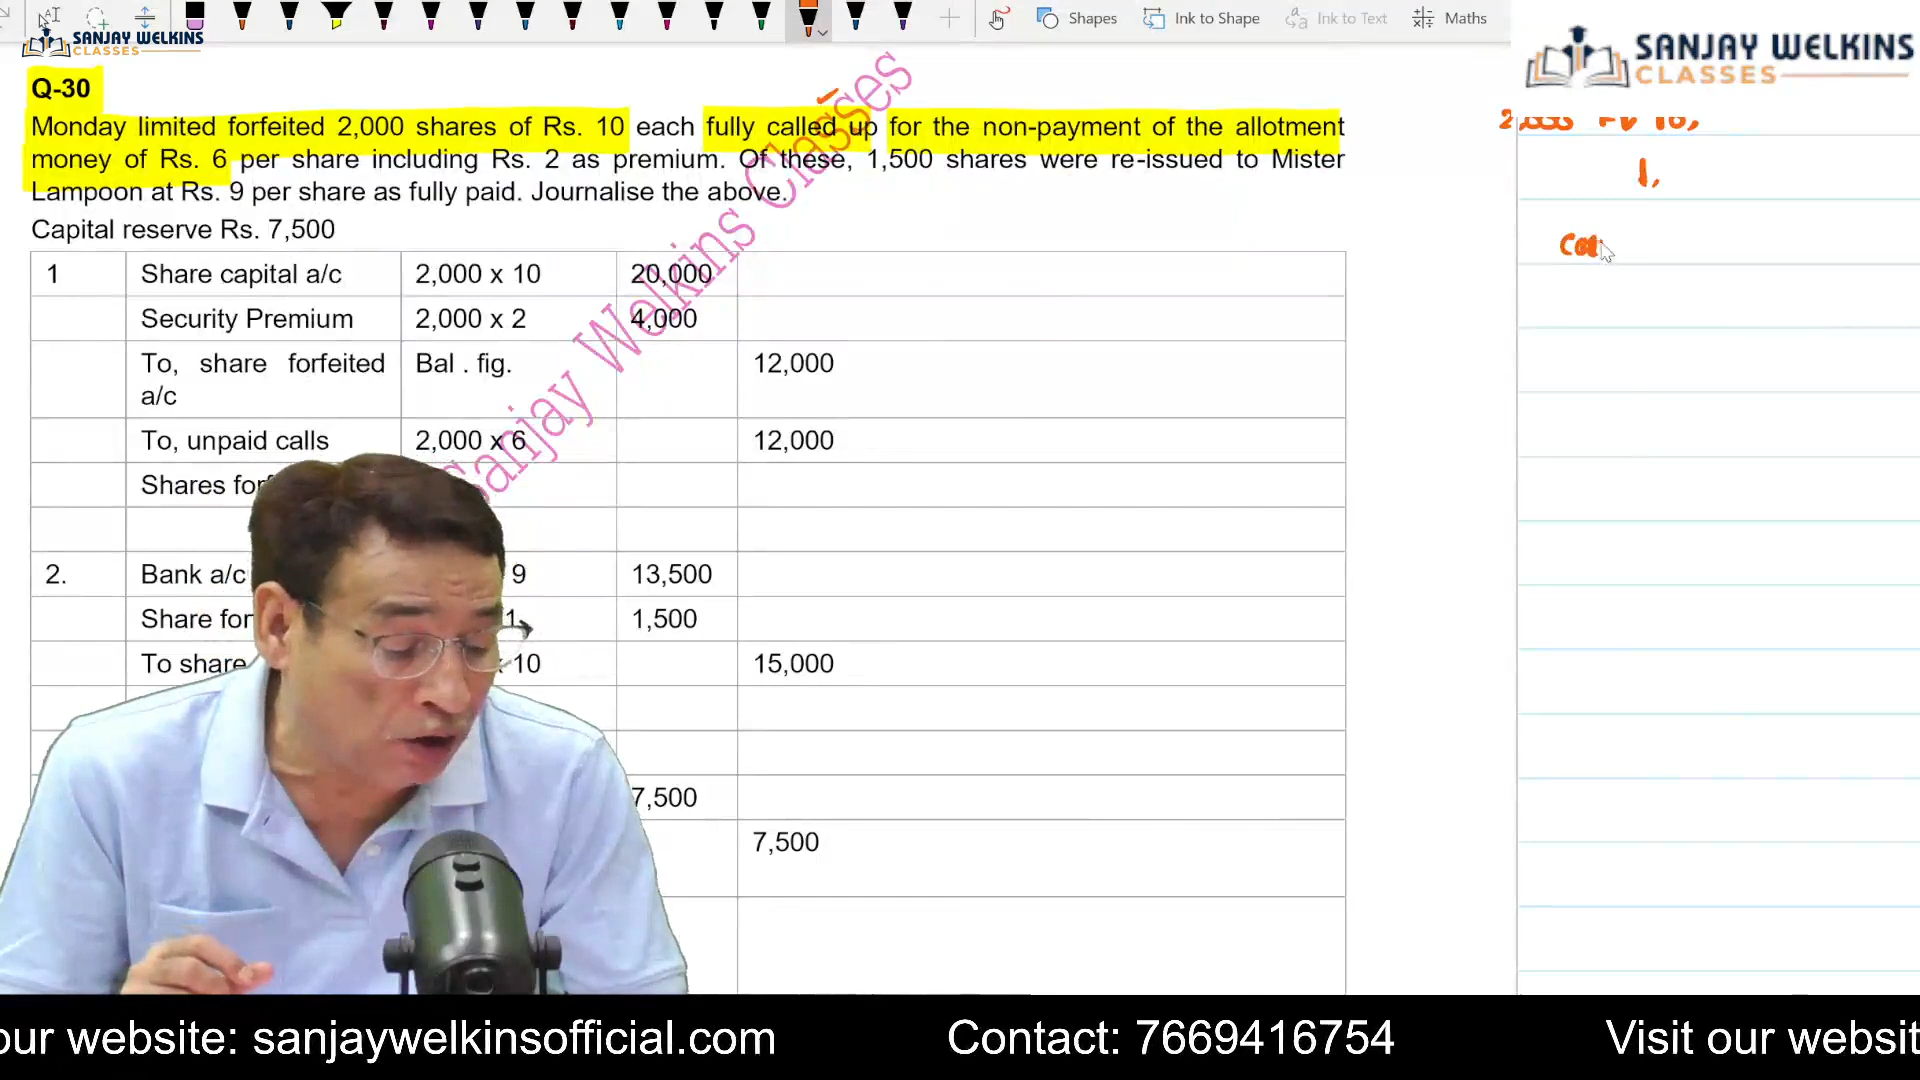 Shapes Ink to Shape Ink to Text Maths
SANJAY WELKINS
CLASSES
SANJAY WELKINS
CLASSES
Q-30
Monday limited forfeited 2,000 shares of Rs. 10 each fully called up for the non-payment of the allotment
money of Rs. 6 per share including Rs. 2 as premium. Of these, 1,500 shares were re-issued to Mister
Lampoon at Rs. 9 per share as fully paid. Journalise the above.
Capital reserve Rs. 7,500
1 Share capital a/c 2,000 x 10 20,000
Security Premium 2,000 x 2 4,000
To, share forfeited Bal . fig. 12,000
a/c
To, unpaid calls 2,000 x 6 12,000
Shares
2. Bank a/c 9 13,500
Share 1 1,500
To share x 10 15,000
7,500
7,500
Sanjay Welkins Classes
our website: sanjaywelkinsofficial.com Contact: 7669416754 Visit our